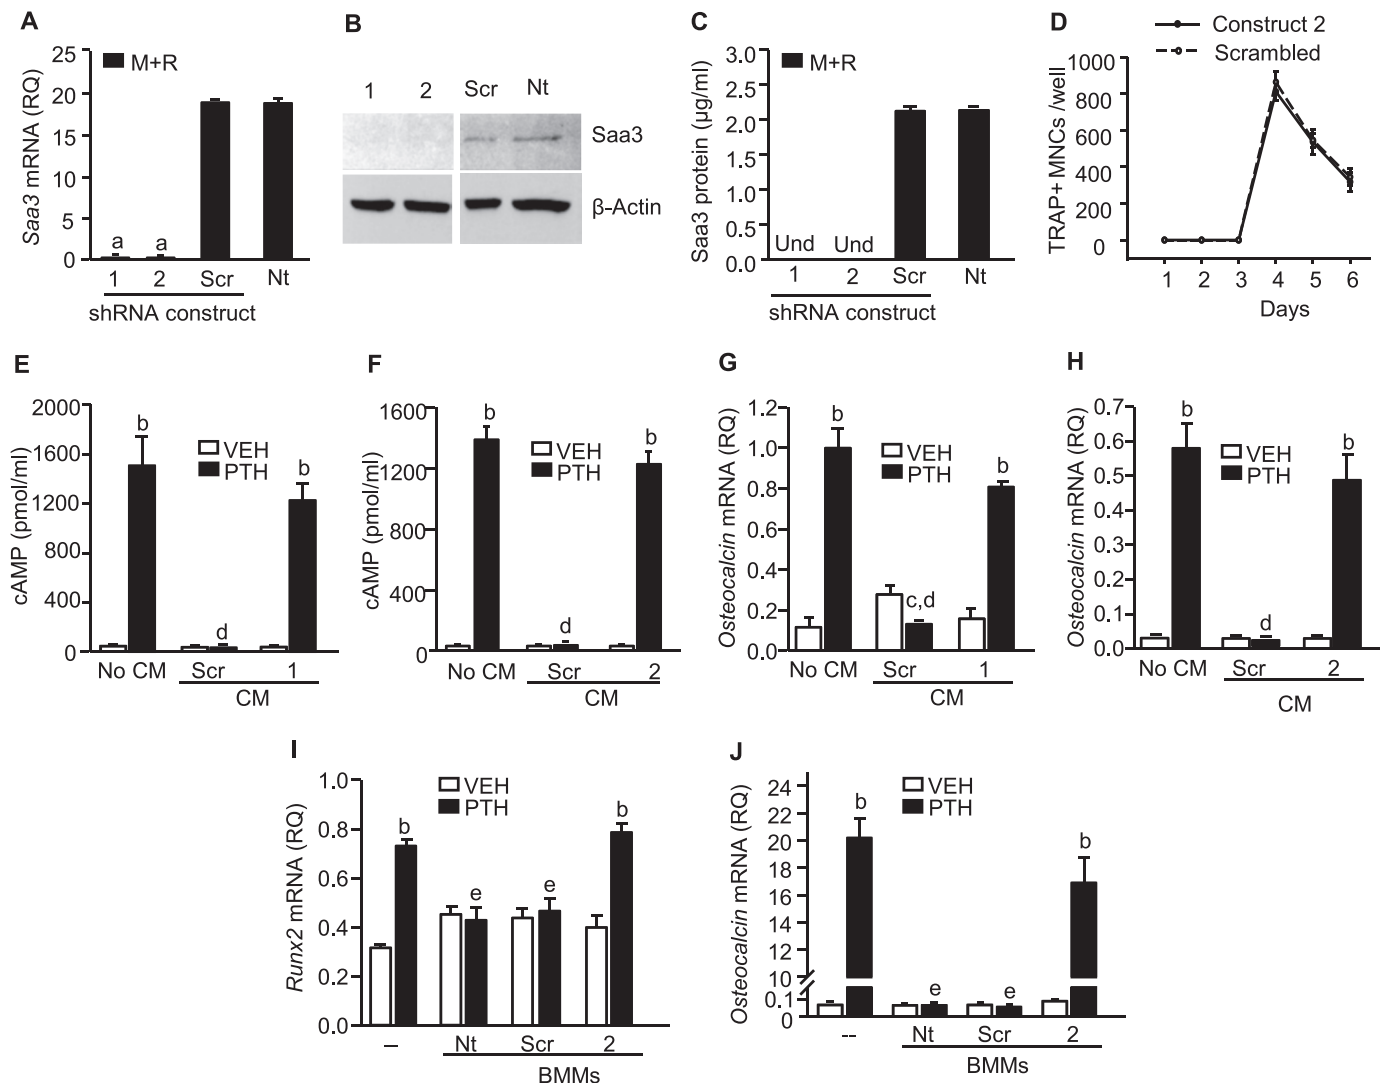 A
Saa3 mRNA (RQ)
25
20
15
10
5
0
M+R
a a
1 2 Scr Nt
shRNA construct
B
1 2 Scr Nt
Saa3
β-Actin
C
Saa3 protein (µg/ml)
3.0
2.5
2.0
1.5
1.0
0.5
0.0
M+R
Und Und
1 2 Scr Nt
shRNA construct
D
Construct 2
Scrambled
TRAP+ MNCs /well
1000
800
600
400
200
0
1 2 3 4 5 6
Days
E
cAMP (pmol/ml)
2000
1600
1200
800
400
0
VEH
PTH
b d b
No CM Scr 1
CM
F
cAMP (pmol/ml)
1600
1200
800
400
0
VEH
PTH
b d b
No CM Scr 2
CM
G
Osteocalcin mRNA (RQ)
1.2
1.0
0.8
0.6
0.4
0.2
0.0
VEH
PTH
b c,d b
No CM Scr 1
CM
H
Osteocalcin mRNA (RQ)
0.7
0.6
0.5
0.4
0.3
0.2
0.1
0.0
VEH
PTH
b d b
No CM Scr 2
CM
I
Runx2 mRNA (RQ)
1.0
0.8
0.6
0.4
0.2
0.0
VEH
PTH
b e e b
– Nt Scr 2
BMMs
J
Osteocalcin mRNA (RQ)
24
22
20
18
16
14
12
10
0.1
0
VEH
PTH
b e e b
-- Nt Scr 2
BMMs